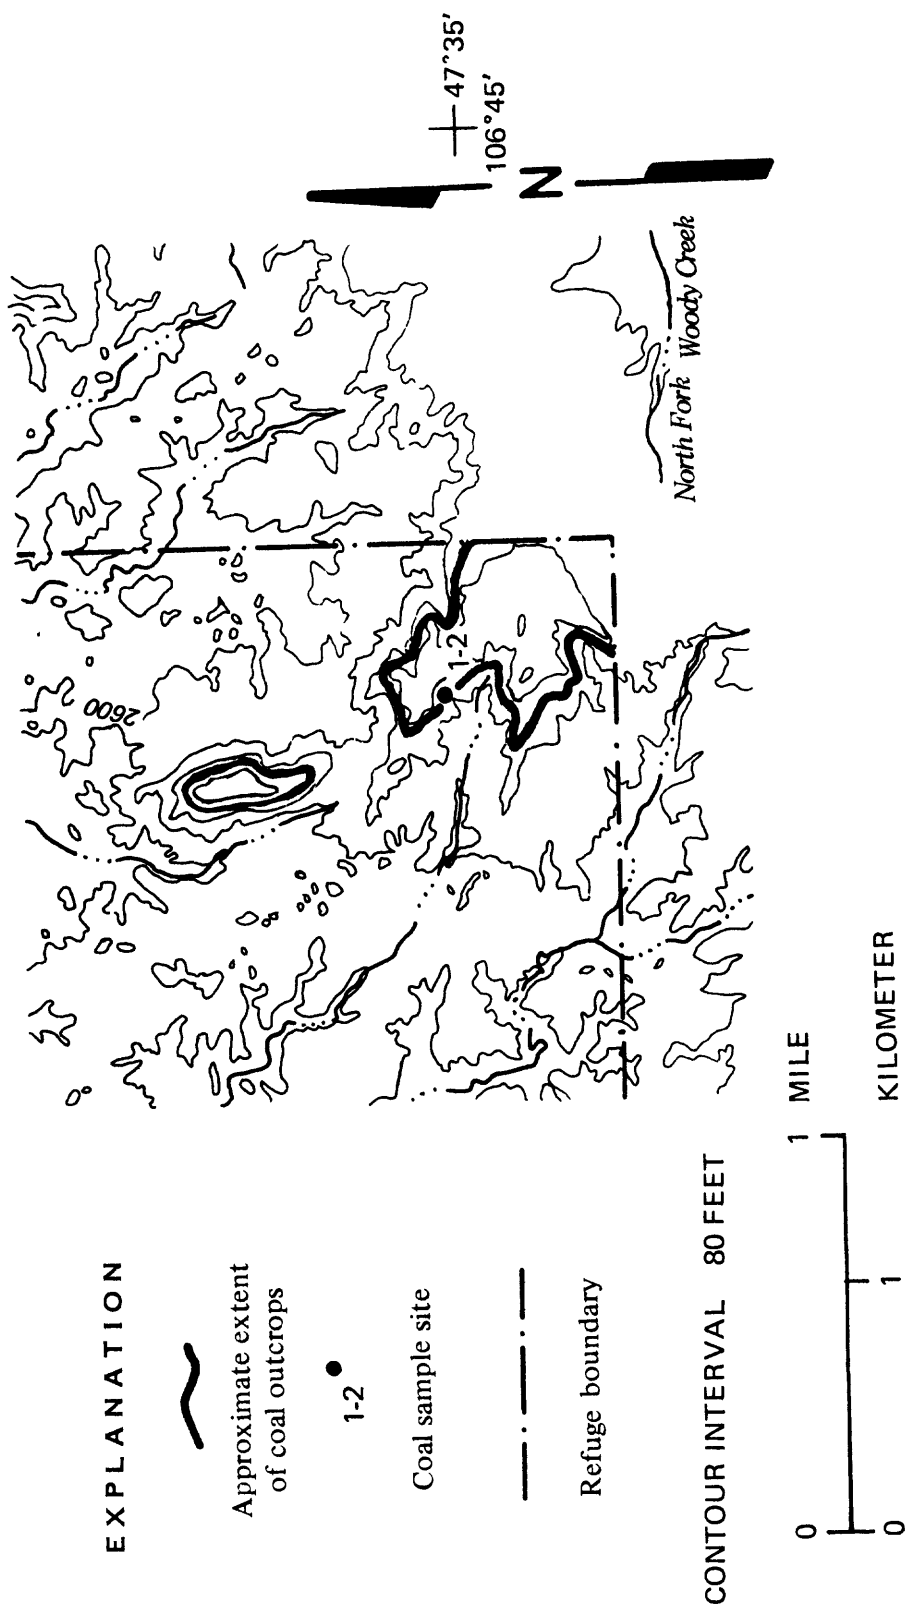 EXPLANATION
Approximate extent
of coal outcrops
1-2
Coal sample site
Refuge boundary
CONTOUR INTERVAL 80 FEET
0 1 MILE
0 1 KILOMETER
2600
1-2
North Fork Woody Creek
N
47°35'
106°45'